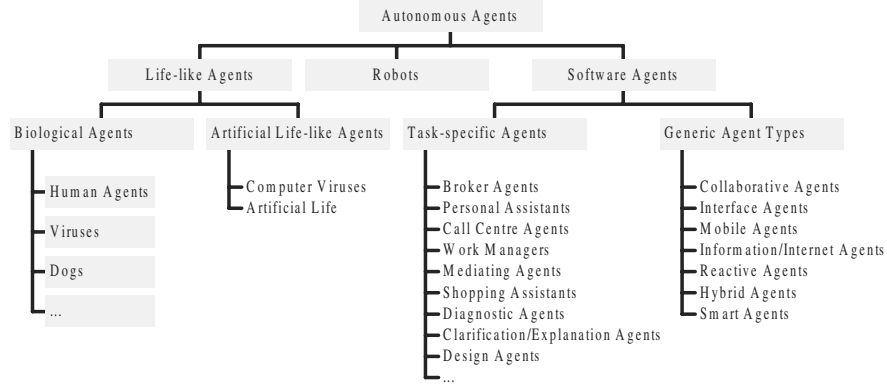 Autonomous Agents
Life-like Agents
Robots
Software Agents
Biological Agents
Artificial Life-like Agents
Task-specific Agents
Generic Agent Types
Human Agents
Viruses
Dogs
...
Computer Viruses
Artificial Life
Broker Agents
Personal Assistants
Call Centre Agents
Work Managers
Mediating Agents
Shopping Assistants
Diagnostic Agents
Clarification/Explanation Agents
Design Agents
...
Collaborative Agents
Interface Agents
Mobile Agents
Information/Internet Agents
Reactive Agents
Hybrid Agents
Smart Agents